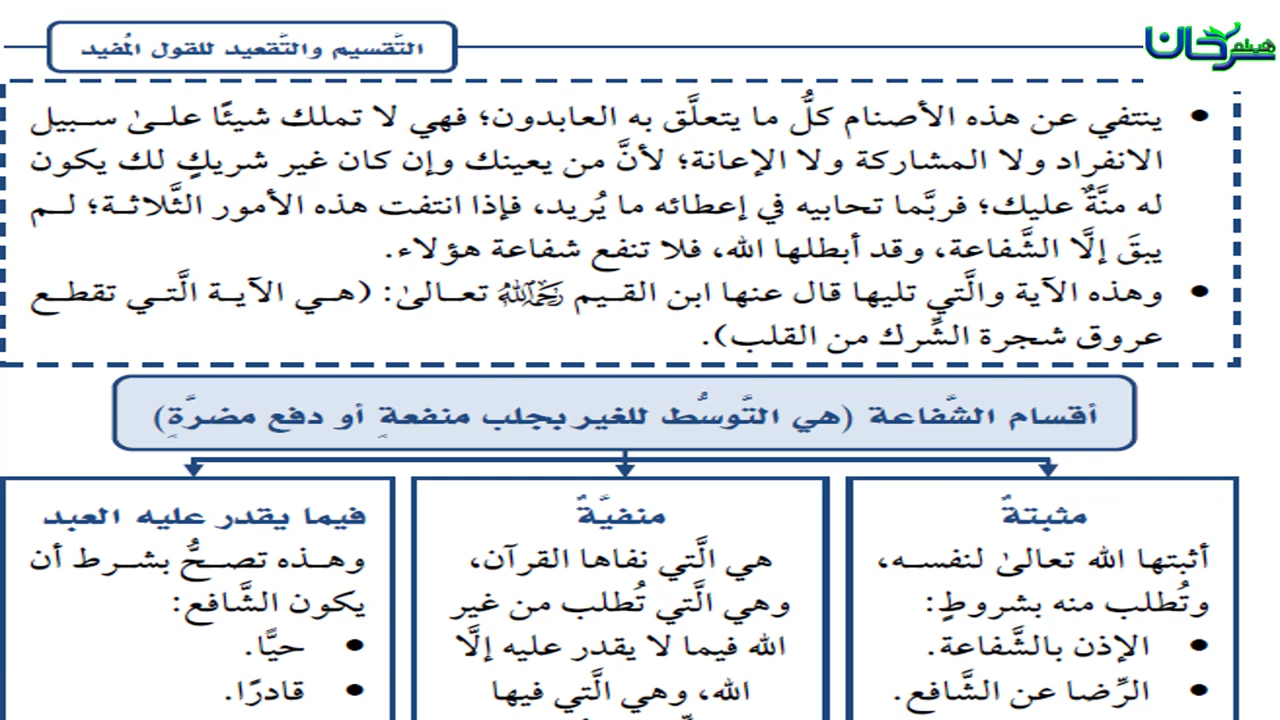 التَّقسيم والتَّقعيد للقول المُفيد
هيثم سرحان
• ينتفي عن هذه الأصنام كلُّ ما يتعلَّق به العابدون؛ فهي لا تملك شيئًا علىٰ سبيل
الانفراد ولا المشاركة ولا الإعانة؛ لأنَّ من يعينك وإن كان غير شريكٍ لك يكون
له منَّةٌ عليك؛ فربَّما تحابيه في إعطائه ما يُريد، فإذا انتفت هذه الأمور الثَّلاثة؛ لم
يبقَ إلَّا الشَّفاعة، وقد أبطلها الله، فلا تنفع شفاعة هؤلاء.
• وهذه الآية والَّتي تليها قال عنها ابن القيم رحمه الله تعالىٰ: (هي الآية الَّتي تقطع
عروق شجرة الشِّرك من القلب).
أقسام الشَّفاعة (هي التَّوسُّط للغير بجلب منفعةٍ أو دفع مضرَّةٍ)
مثبتةٌ
أثبتها الله تعالىٰ لنفسه،
وتُطلب منه بشروطٍ:
• الإذن بالشَّفاعة.
• الرِّضا عن الشَّافع.
منفيَّةٌ
هي الَّتي نفاها القرآن،
وهي الَّتي تُطلب من غير
الله فيما لا يقدر عليه إلَّا
الله، وهي الَّتي فيها
فيما يقدر عليه العبد
وهذه تصحُّ بشرط أن
يكون الشَّافع:
• حيًّا.
• قادرًا.